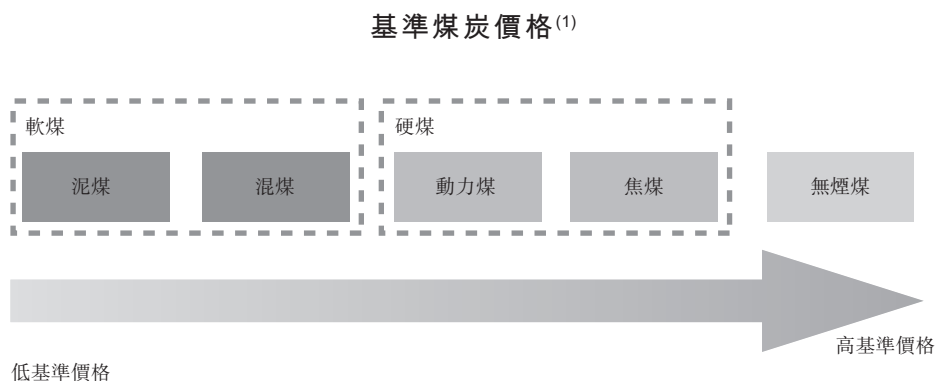 基準煤炭價格(1)
軟煤
硬煤
泥煤
混煤
動力煤
焦煤
無煙煤
高基準價格
低基準價格